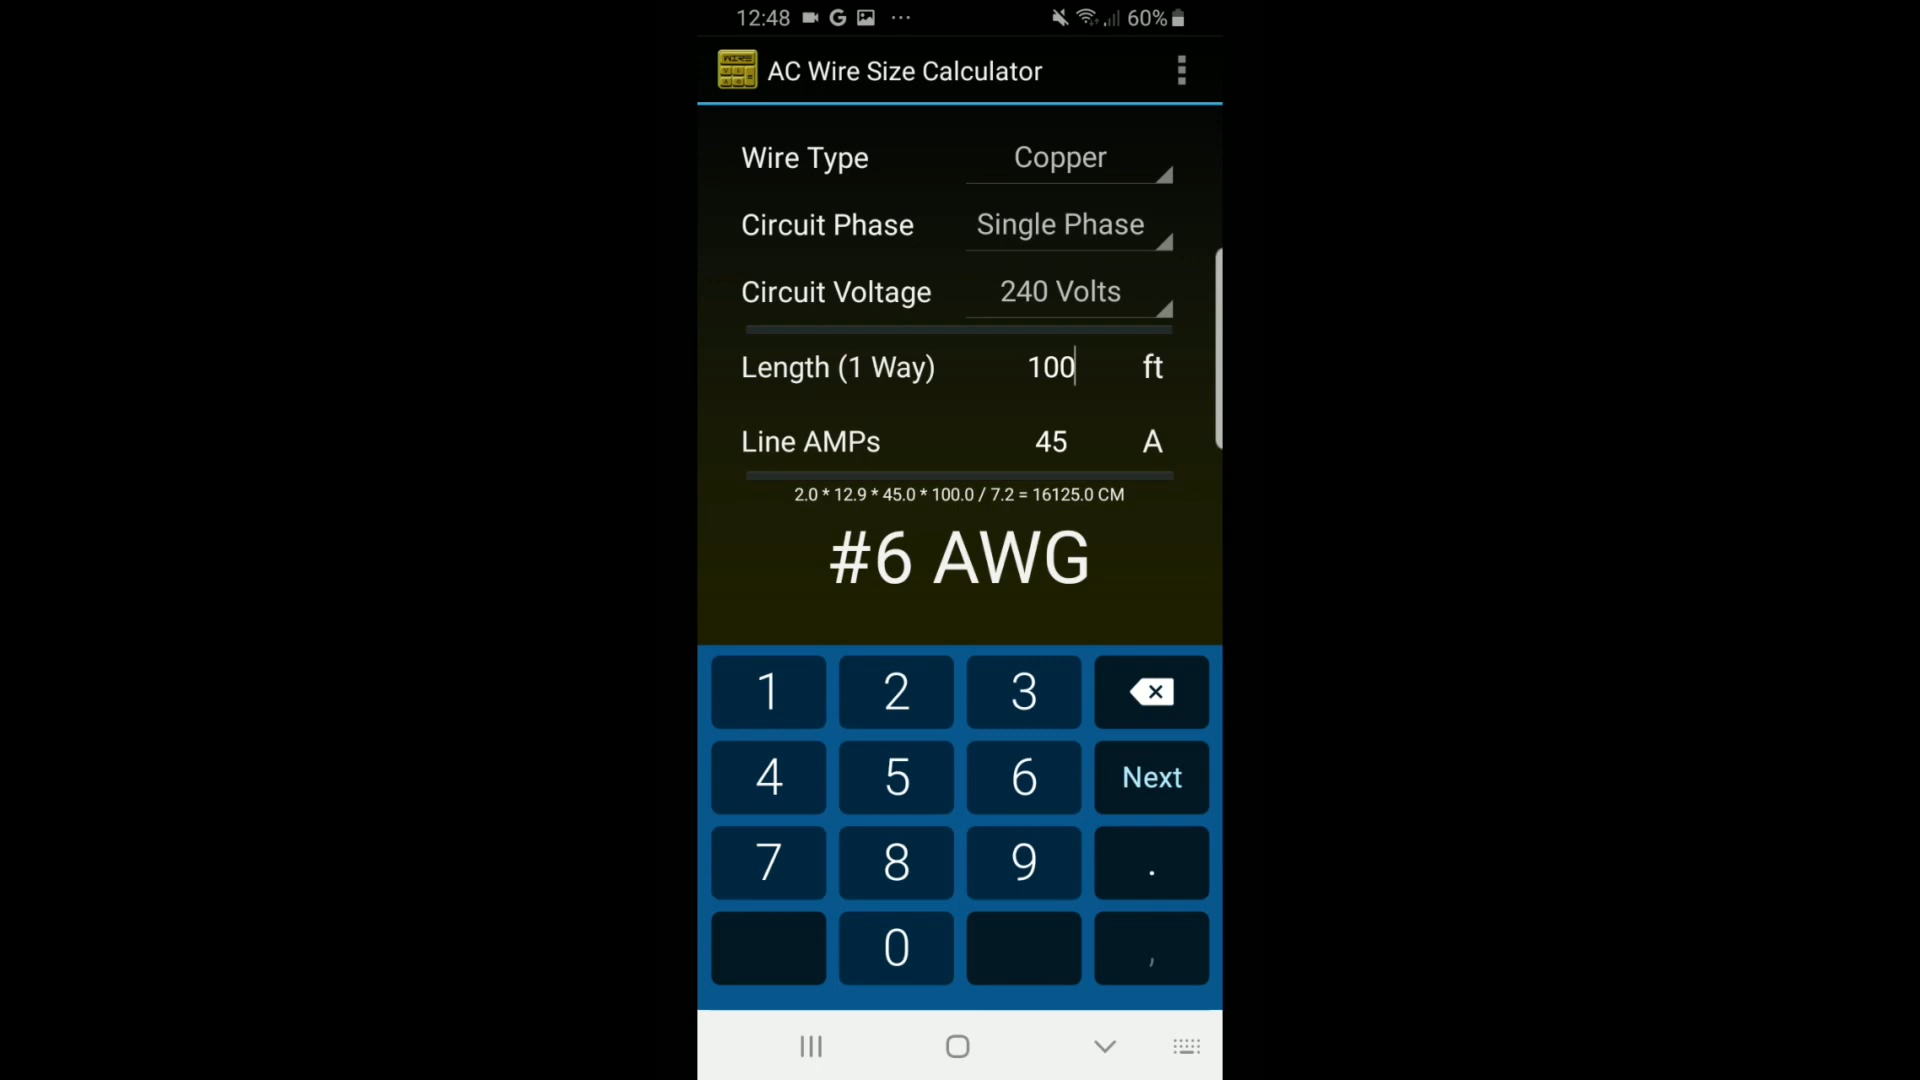 12:48 G ... 60%
WIRE
AC Wire Size Calculator
Wire Type Copper
Circuit Phase Single Phase
Circuit Voltage 240 Volts
Length (1 Way) 100 ft
Line AMPs 45 A
2.0 * 12.9 * 45.0 * 100.0 / 7.2 = 16125.0 CM
#6 AWG
1 2 3
4 5 6 Next
7 8 9 .
0 ,